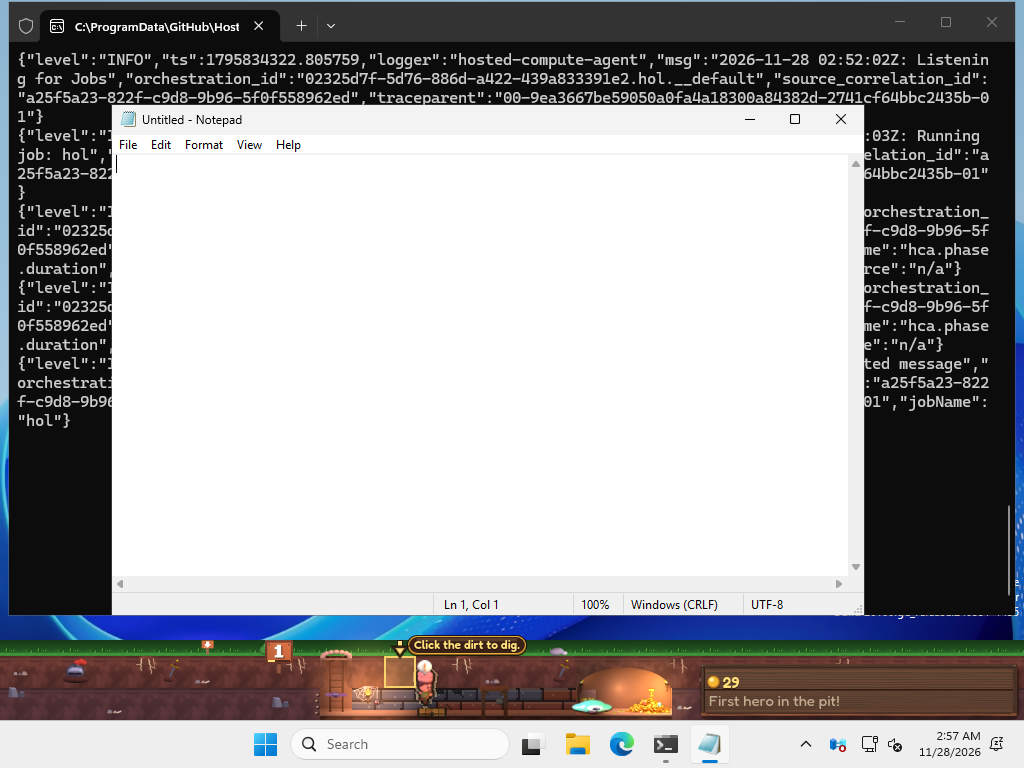 C:\ProgramData\GitHub\Host
{"level":"INFO","ts":1795834322.805759,"logger":"hosted-compute-agent","msg":"2026-11-28 02:52:02Z: Listenin
g for Jobs","orchestration_id":"02325d7f-5d76-886d-a422-439a833391e2.hol.__default","source_correlation_id":
"a25f5a23-822f-c9d8-9b96-5f0f558962ed","traceparent":"00-9ea3667be59050a0fa4a18300a84382d-2741cf64bbc2435b-0
1"}
{"level":"I :03Z: Running
job: hol"," elation_id":"a
25f5a23-822 64bbc2435b-01"
}
{"level":"I orchestration_
id":"02325d f-c9d8-9b96-5f
0f558962ed" me":"hca.phase
.duration", rce":"n/a"}
{"level":"I orchestration_
id":"02325d f-c9d8-9b96-5f
0f558962ed" me":"hca.phase
.duration", e":"n/a"}
{"level":"I ted message","
orchestrati :"a25f5a23-822
f-c9d8-9b96 01","jobName":
"hol"}
Untitled - Notepad
File Edit Format View Help
Ln 1, Col 1 100% Windows (CRLF) UTF-8
1
Click the dirt to dig.
29
First hero in the pit!
Search
2:57 AM
11/28/2026